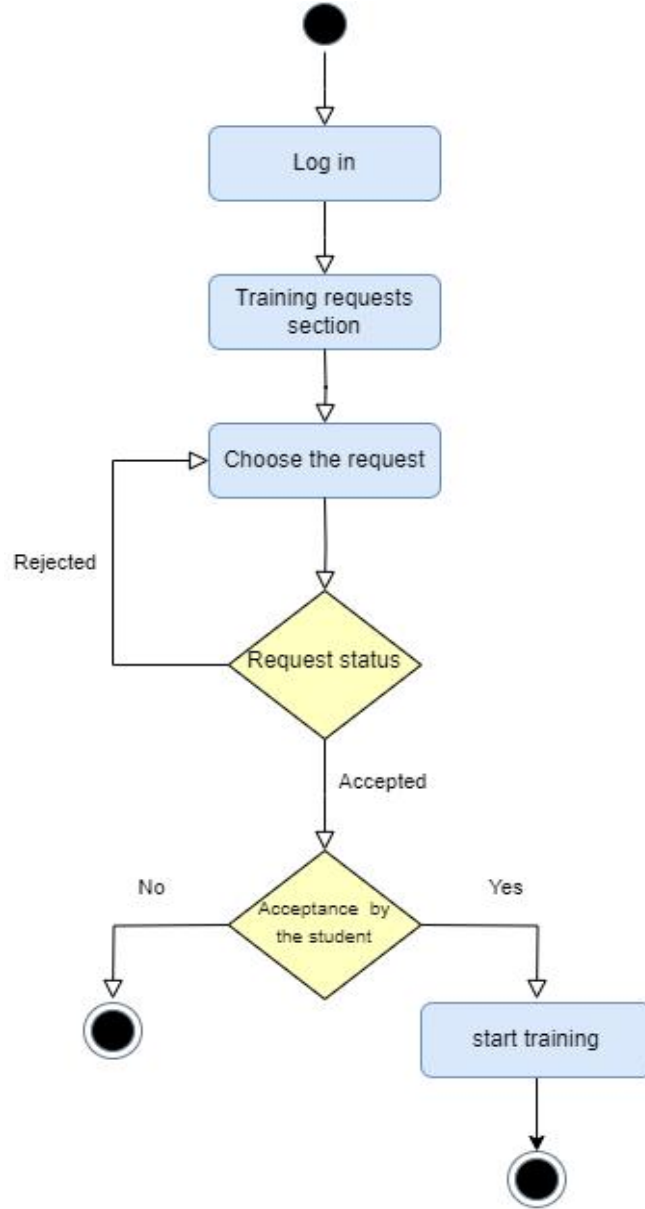 Log in
Training requests
section
Choose the request
Rejected
Request status
Accepted
No
Yes
Acceptance by
the student
start training